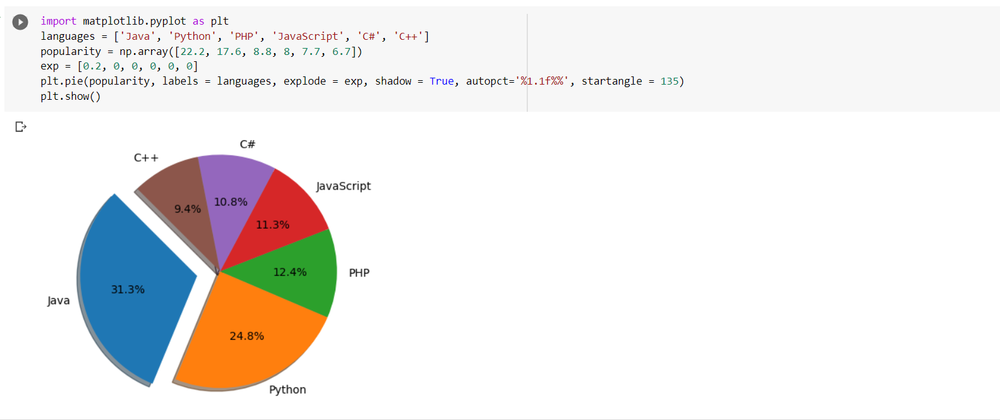 import matplotlib.pyplot as plt
languages = ['Java', 'Python', 'PHP', 'JavaScript', 'C#', 'C++']
popularity = np.array([22.2, 17.6, 8.8, 8, 7.7, 6.7])
exp = [0.2, 0, 0, 0, 0, 0]
plt.pie(popularity, labels = languages, explode = exp, shadow = True, autopct='%1.1f%%', startangle = 135)
plt.show()
C#
C++
JavaScript
10.8%
9.4%
11.3%
12.4%
PHP
31.3%
Java
24.8%
Python